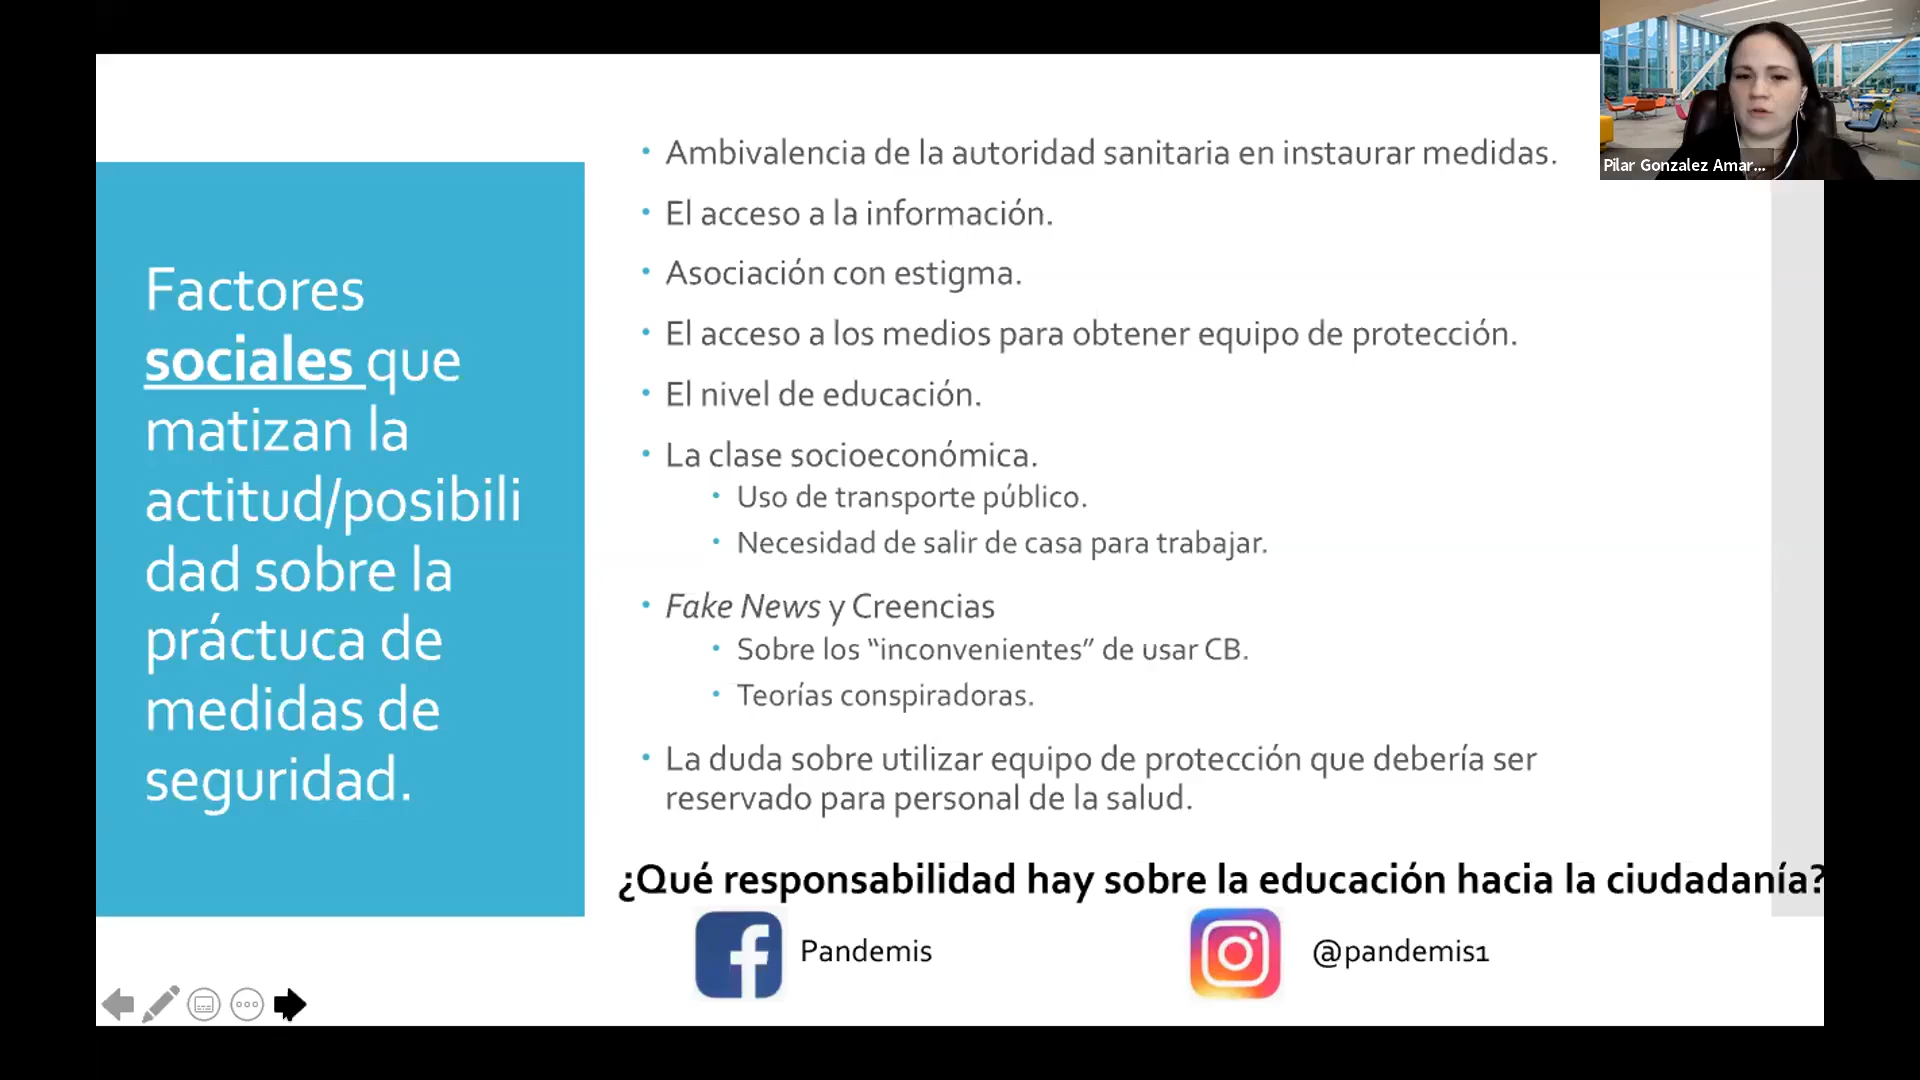 Pilar Gonzalez Amar...
Factores
sociales que
matizan la
actitud/posibili
dad sobre la
práctuca de
medidas de
seguridad.
• Ambivalencia de la autoridad sanitaria en instaurar medidas.
• El acceso a la información.
• Asociación con estigma.
• El acceso a los medios para obtener equipo de protección.
• El nivel de educación.
• La clase socioeconómica.
• Uso de transporte público.
• Necesidad de salir de casa para trabajar.
• Fake News y Creencias
• Sobre los “inconvenientes” de usar CB.
• Teorías conspiradoras.
• La duda sobre utilizar equipo de protección que debería ser
reservado para personal de la salud.
¿Qué responsabilidad hay sobre la educación hacia la ciudadanía?
Pandemis
@pandemis1